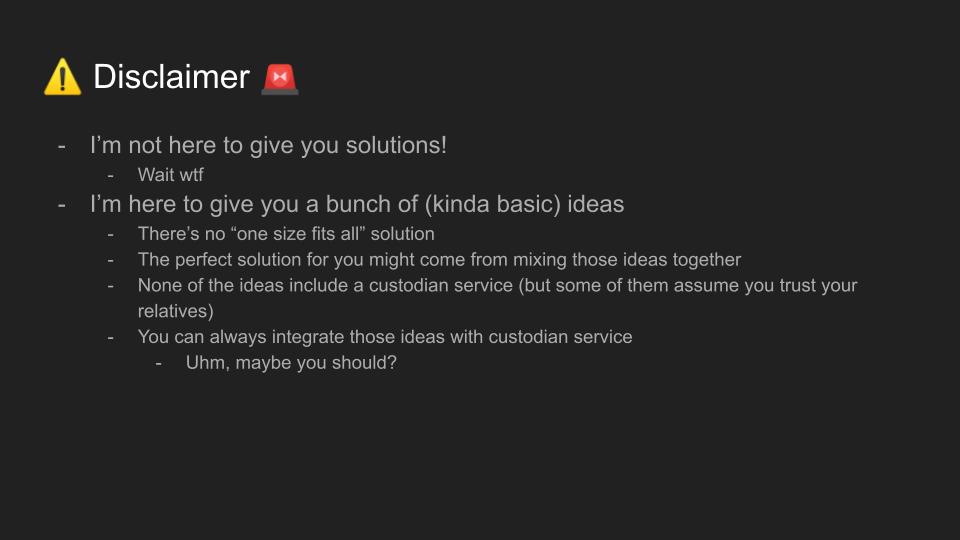 ⚠️ Disclaimer 🚨
- I’m not here to give you solutions!
- Wait wtf
- I’m here to give you a bunch of (kinda basic) ideas
- There’s no “one size fits all” solution
- The perfect solution for you might come from mixing those ideas together
- None of the ideas include a custodian service (but some of them assume you trust your
relatives)
- You can always integrate those ideas with custodian service
- Uhm, maybe you should?